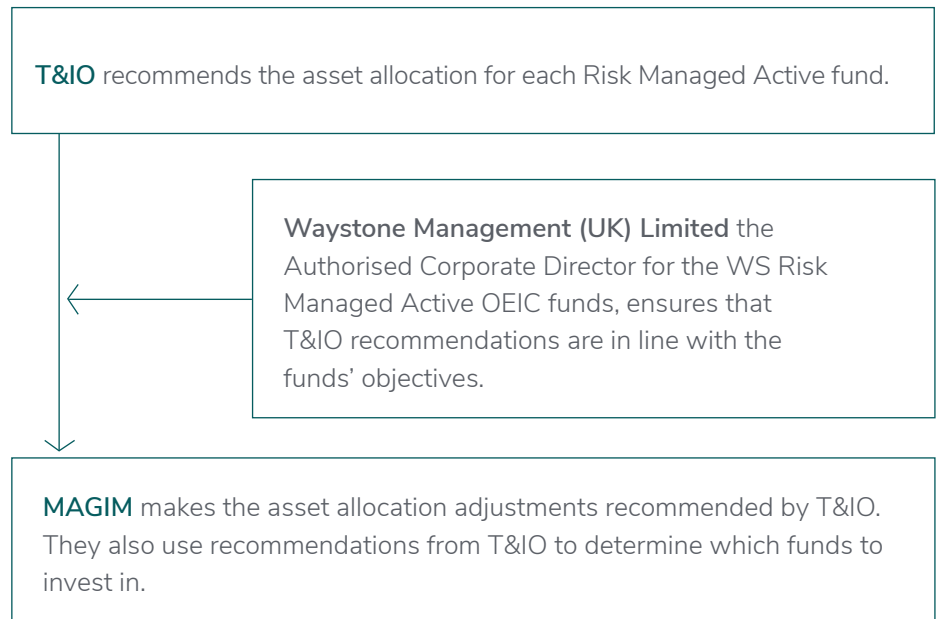 T&IO recommends the asset allocation for each Risk Managed Active fund.
Waystone Management (UK) Limited the
Authorised Corporate Director for the WS Risk
Managed Active OEIC funds, ensures that
T&IO recommendations are in line with the
funds’ objectives.
MAGIM makes the asset allocation adjustments recommended by T&IO.
They also use recommendations from T&IO to determine which funds to
invest in.